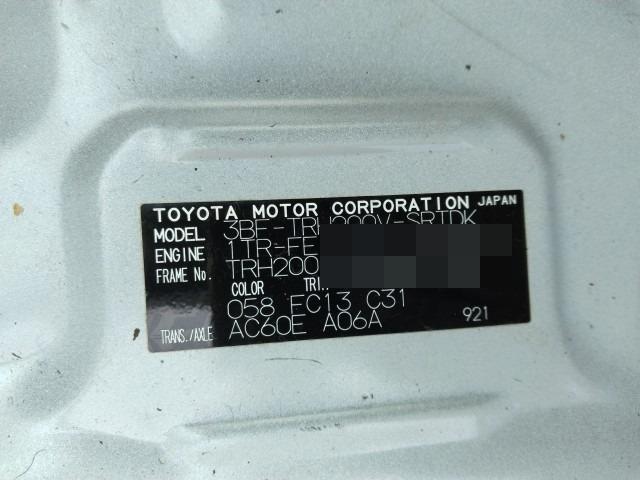 TOYOTA MOTOR CORPORATION JAPAN
MODEL 3BF-TRH200V-SRTDK
ENGINE 1TR-FE
FRAME No. TRH200
COLOR TRI
058 FC13 C31
TRANS./AXLE AC60E A06A 921